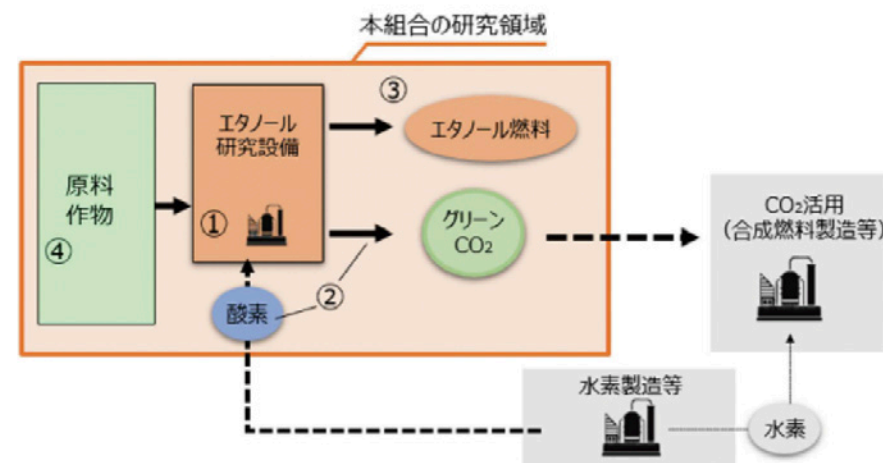 本組合の研究領域
③
エタノール
研究設備
エタノール燃料
原料
作物
①
グリーン
CO₂
CO₂活用
(合成燃料製造等)
④
②
酸素
水素製造等
水素